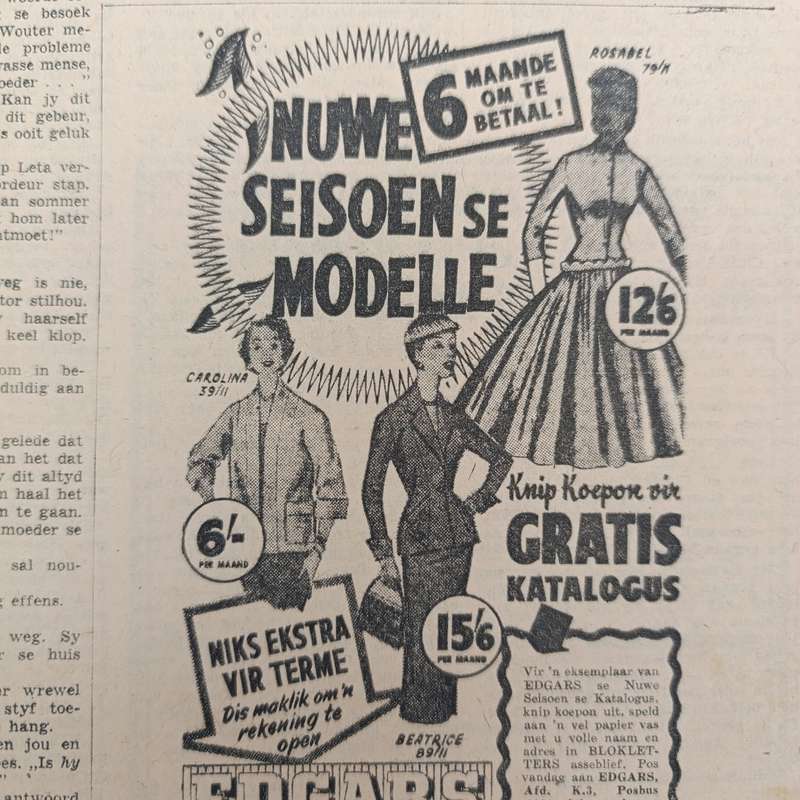 se besoek
Wouter me-
le probleme
vasse mense,
oeder . . . "
Kan jy dit
dit gebeur,
s ooit geluk
p Leta ver-
ordeur stap.
an sommer
hom later
tmoet!"
eg is nie,
tor stilhou.
haarself
keel klop.
om in be-
duldig aan
gelede dat
an het dat
dit altyd
n haal het
n te gaan.
moeder se
sal nou-
effens.
weg. Sy
r se huis
er wrewel
styf toe-
hang.
en jou en
es. „Is hy
antwoord
NUWE
SEISOEN SE
MODELLE
6 MAANDE
OM TE
BETAAL!
ROSABEL
79/11
12/6
PER MAAND
CAROLINA
39/11
6/-
PER MAAND
15/6
PER MAAND
BEATRICE
89/11
NIKS EKSTRA
VIR TERME
Dis maklik om 'n
rekening te
open
Knip Koepon vir
GRATIS
KATALOGUS
Vir 'n eksemplaar van
EDGARS se Nuwe
Seisoen se Katalogus,
knip koepon uit, speld
aan 'n vel papier vas
met u volle naam en
adres in BLOKLET-
TERS asseblief. Pos
vandag aan EDGARS,
Afd. K.3, Posbus
EDGARS